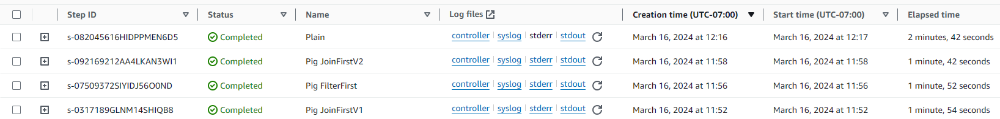 Step ID Status Name Log files Creation time (UTC-07:00) Start time (UTC-07:00) Elapsed time
s-082045616HIDPPMEN6D5 Completed Plain controller syslog stderr stdout March 16, 2024 at 12:16 March 16, 2024 at 12:17 2 minutes, 42 seconds
s-092169212AA4LKAN3WI1 Completed Pig JoinFirstV2 controller syslog stderr stdout March 16, 2024 at 11:58 March 16, 2024 at 11:58 1 minute, 42 seconds
s-07509372SIYIDJ56O0ND Completed Pig FilterFirst controller syslog stderr stdout March 16, 2024 at 11:56 March 16, 2024 at 11:56 1 minute, 52 seconds
s-0317189GLNM14SHIQB8 Completed Pig JoinFirstV1 controller syslog stderr stdout March 16, 2024 at 11:52 March 16, 2024 at 11:52 1 minute, 54 seconds